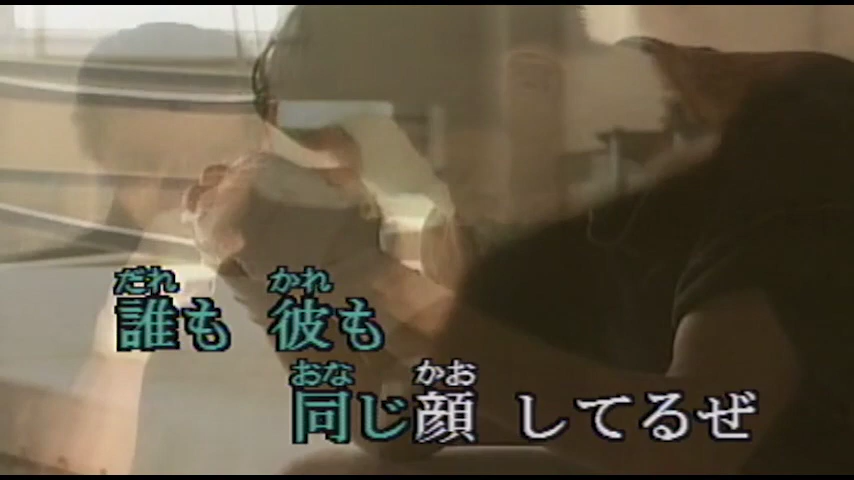 だれ かれ
誰も 彼も
おな かお
同じ顔 してるぜ